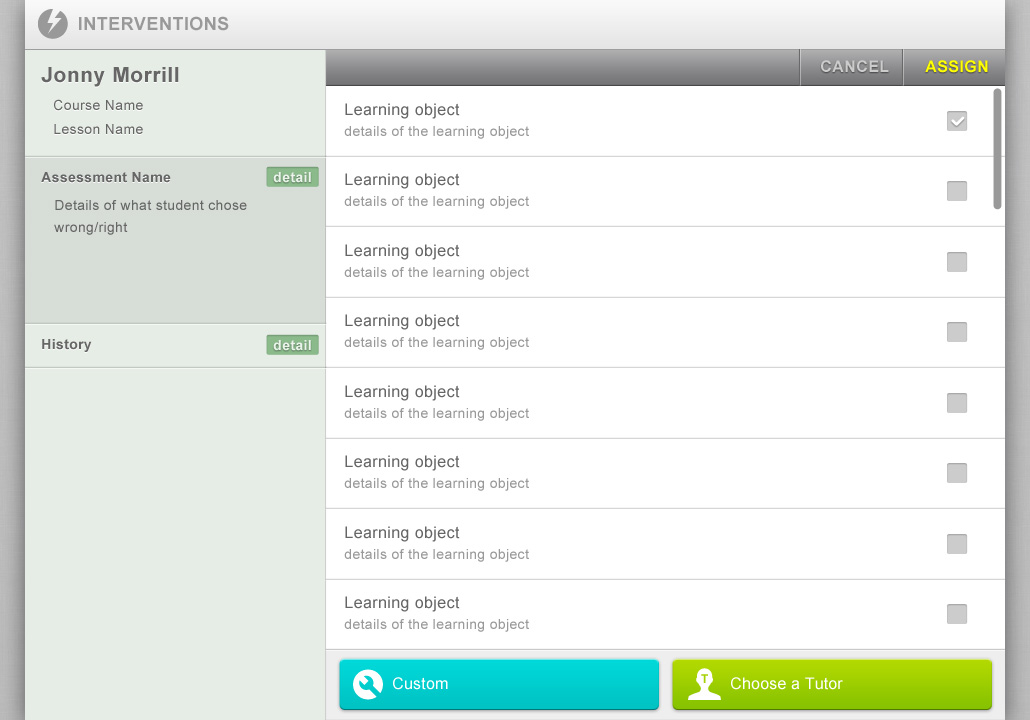 INTERVENTIONS
Jonny Morrill
Course Name
Lesson Name
Assessment Name
detail
Details of what student chose
wrong/right
History
detail
CANCEL
ASSIGN
Learning object
details of the learning object
Learning object
details of the learning object
Learning object
details of the learning object
Learning object
details of the learning object
Learning object
details of the learning object
Learning object
details of the learning object
Learning object
details of the learning object
Learning object
details of the learning object
Custom
T
Choose a Tutor